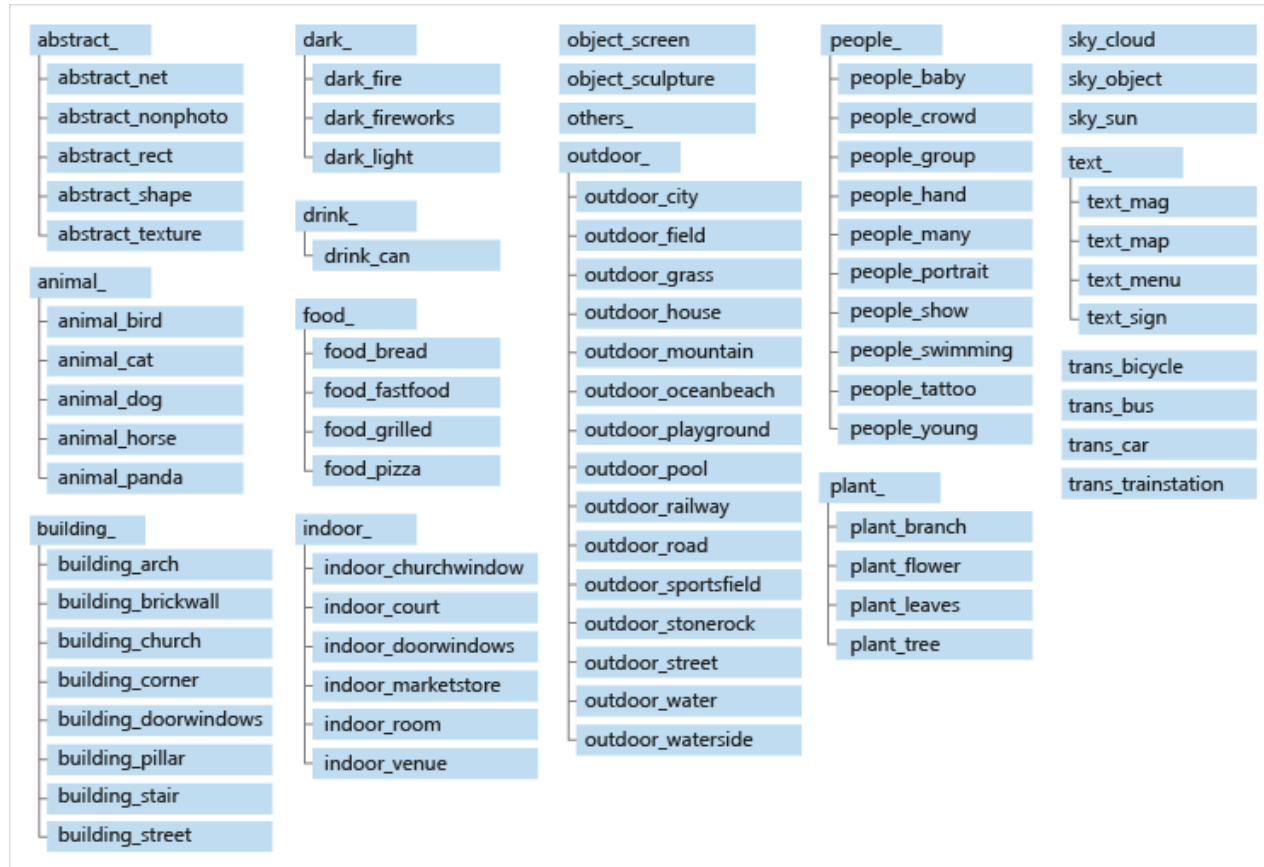 abstract_
abstract_net
abstract_nonphoto
abstract_rect
abstract_shape
abstract_texture
animal_
animal_bird
animal_cat
animal_dog
animal_horse
animal_panda
building_
building_arch
building_brickwall
building_church
building_corner
building_doorwindows
building_pillar
building_stair
building_street
dark_
dark_fire
dark_fireworks
dark_light
drink_
drink_can
food_
food_bread
food_fastfood
food_grilled
food_pizza
indoor_
indoor_churchwindow
indoor_court
indoor_doorwindows
indoor_marketstore
indoor_room
indoor_venue
object_screen
object_sculpture
others_
outdoor_
outdoor_city
outdoor_field
outdoor_grass
outdoor_house
outdoor_mountain
outdoor_oceanbeach
outdoor_playground
outdoor_pool
outdoor_railway
outdoor_road
outdoor_sportsfield
outdoor_stonerock
outdoor_street
outdoor_water
outdoor_waterside
people_
people_baby
people_crowd
people_group
people_hand
people_many
people_portrait
people_show
people_swimming
people_tattoo
people_young
plant_
plant_branch
plant_flower
plant_leaves
plant_tree
sky_cloud
sky_object
sky_sun
text_
text_mag
text_map
text_menu
text_sign
trans_bicycle
trans_bus
trans_car
trans_trainstation